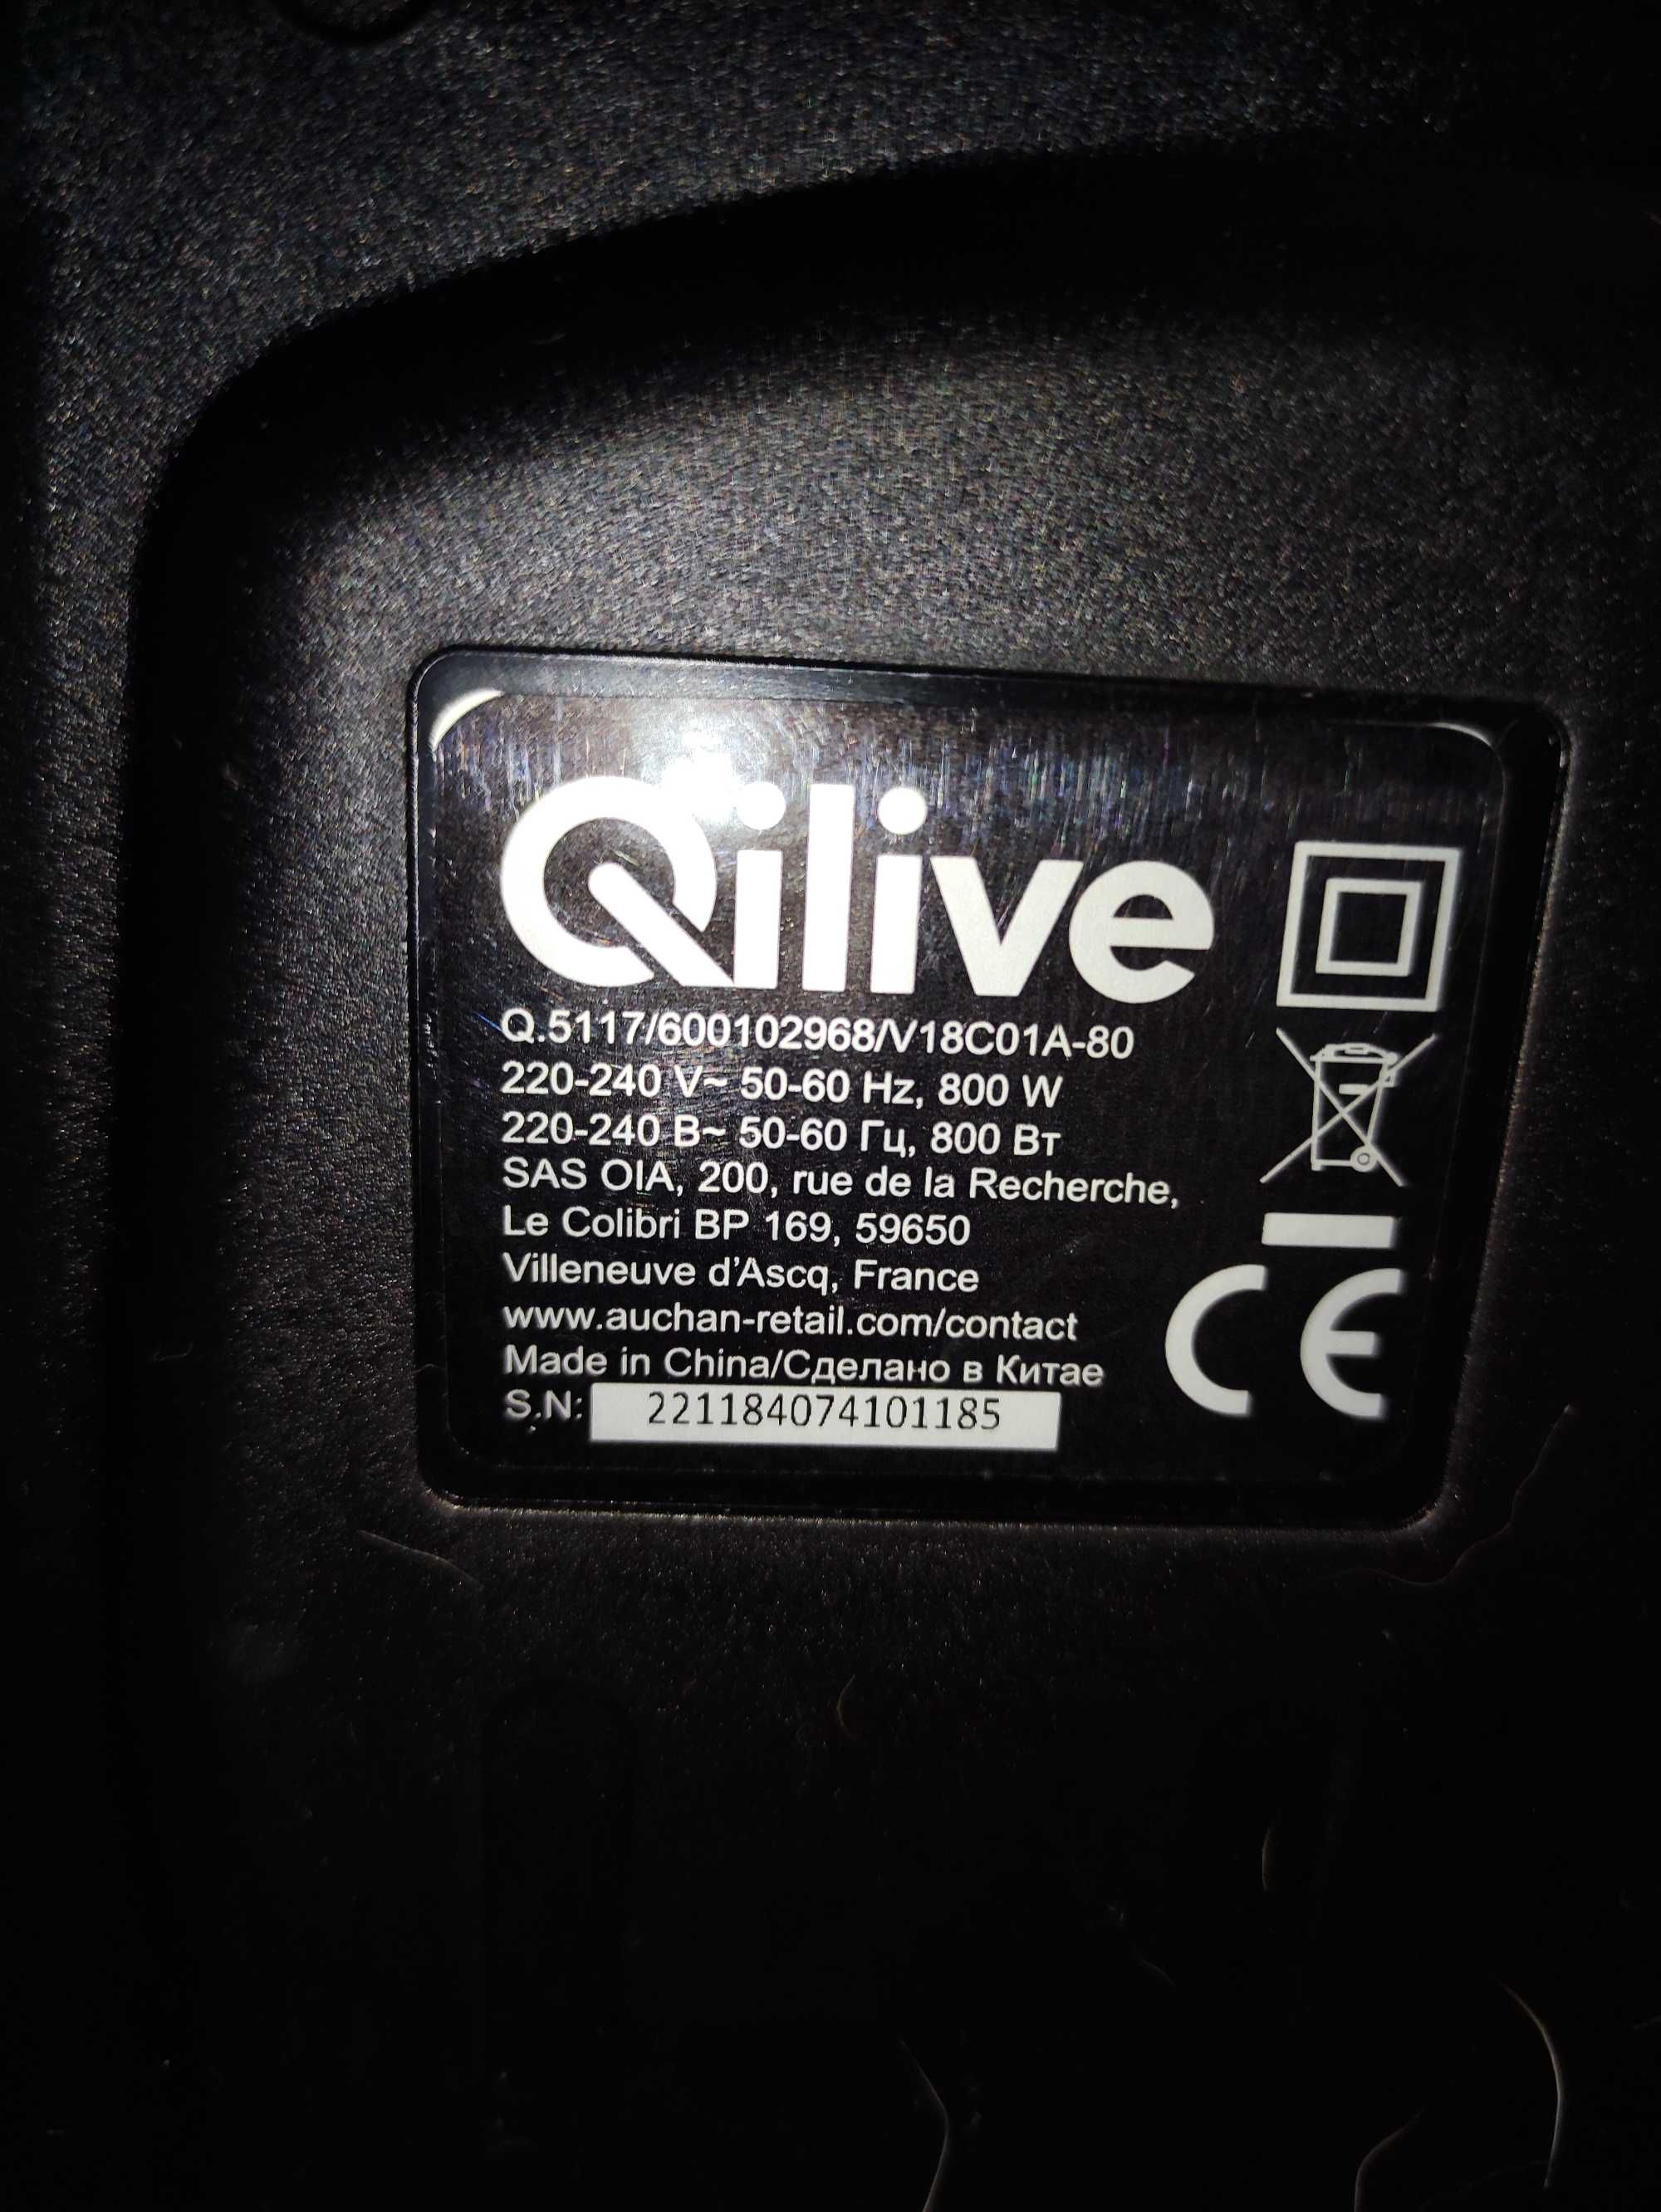 Qilive
Q.5117/600102968/V18C01A-80
220-240 V~ 50-60 Hz, 800 W
220-240 В~ 50-60 Гц, 800 Вт
SAS OIA, 200, rue de la Recherche,
Le Colibri BP 169, 59650
Villeneuve d'Ascq, France
www.auchan-retail.com/contact
Made in China/Сделано в Китае
S.N: 221184074101185
CE